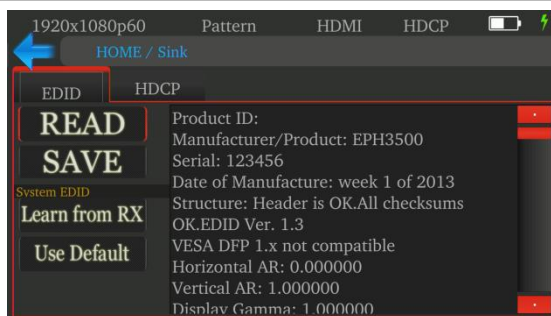 1920x1080p60 Pattern HDMI HDCP
HOME / Sink
EDID HDCP
READ
SAVE
System EDID
Learn from RX
Use Default
Product ID:
Manufacturer/Product: EPH3500
Serial: 123456
Date of Manufacture: week 1 of 2013
Structure: Header is OK.All checksums
OK.EDID Ver. 1.3
VESA DFP 1.x not compatible
Horizontal AR: 0.000000
Vertical AR: 1.000000
Display Gamma: 1.000000